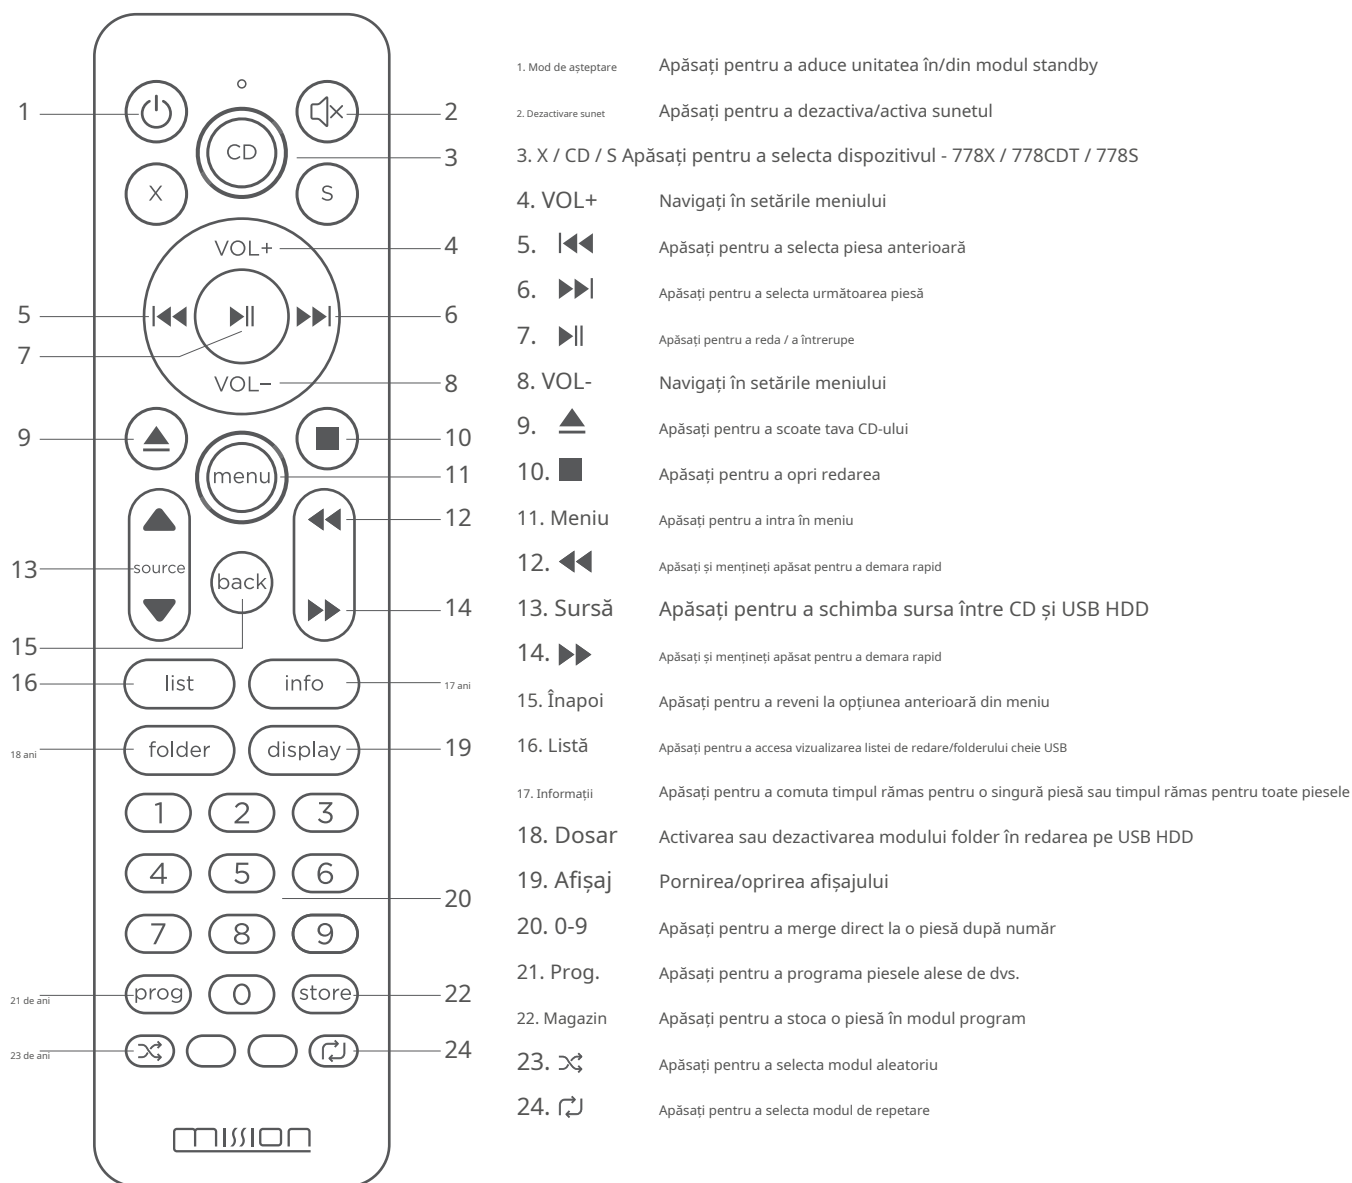 1
2
CD
3
X
S
VOL+
4
5
6
7
VOL-
8
9
10
menu
11
12
source
13
back
14
15
16
list
info
17 ani
18 ani
folder
display
19
1
2
3
4
5
6
20
7
8
9
21 de ani
prog
0
store
22
23 de ani
24
mission
1. Mod de așteptare Apăsați pentru a aduce unitatea în/din modul standby
2. Dezactivare sunet Apăsați pentru a dezactiva/activa sunetul
3. X / CD / S Apăsați pentru a selecta dispozitivul - 778X / 778CDT / 778S
4. VOL+ Navigați în setările meniului
5. Apăsați pentru a selecta piesa anterioară
6. Apăsați pentru a selecta următoarea piesă
7. Apăsați pentru a reda / a întrerupe
8. VOL- Navigați în setările meniului
9. Apăsați pentru a scoate tava CD-ului
10. Apăsați pentru a opri redarea
11. Meniu Apăsați pentru a intra în meniu
12. Apăsați și mențineți apăsat pentru a demara rapid
13. Sursă Apăsați pentru a schimba sursa între CD și USB HDD
14. Apăsați și mențineți apăsat pentru a demara rapid
15. Înapoi Apăsați pentru a reveni la opțiunea anterioară din meniu
16. Listă Apăsați pentru a accesa vizualizarea listei de redare/folderului cheie USB
17. Informații Apăsați pentru a comuta timpul rămas pentru o singură piesă sau timpul rămas pentru toate piesele
18. Dosar Activarea sau dezactivarea modului folder în redarea pe USB HDD
19. Afișaj Pornirea/oprirea afișajului
20. 0-9 Apăsați pentru a merge direct la o piesă după număr
21. Prog. Apăsați pentru a programa piesele alese de dvs.
22. Magazin Apăsați pentru a stoca o piesă în modul program
23. Apăsați pentru a selecta modul aleatoriu
24. Apăsați pentru a selecta modul de repetare